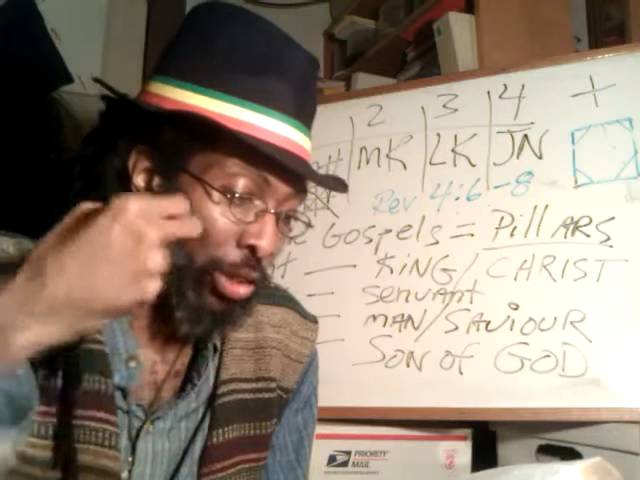 2 3 4 +
MK LK JN
Rev 4:6-8
Gospels = PillARS
— KiNG/CHRIST
— servant
— MAN/SAViOUR
— SoN of GOD
PRIORITY
MAIL